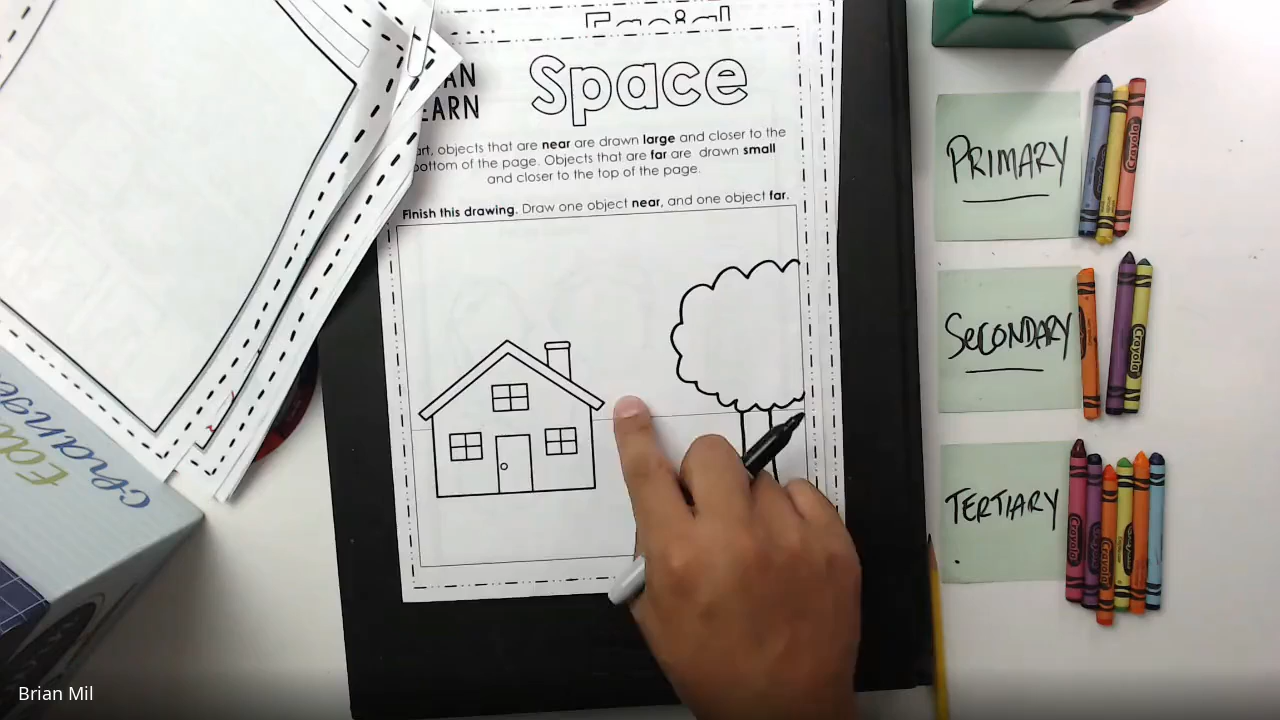 Facial
Space
EARN
art, objects that are near are drawn large and closer to the
bottom of the page. Objects that are far are drawn small
and closer to the top of the page.
Finish this drawing. Draw one object near, and one object far.
PRIMARY
SeCONDARY
TERTIARY
Crayola
Crayola
Crayola
Crayola
Brian Mil